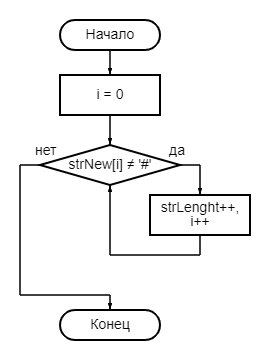 Начало
i = 0
нет
да
strNew[i] ≠ '#'
strLenght++,
i++
Конец